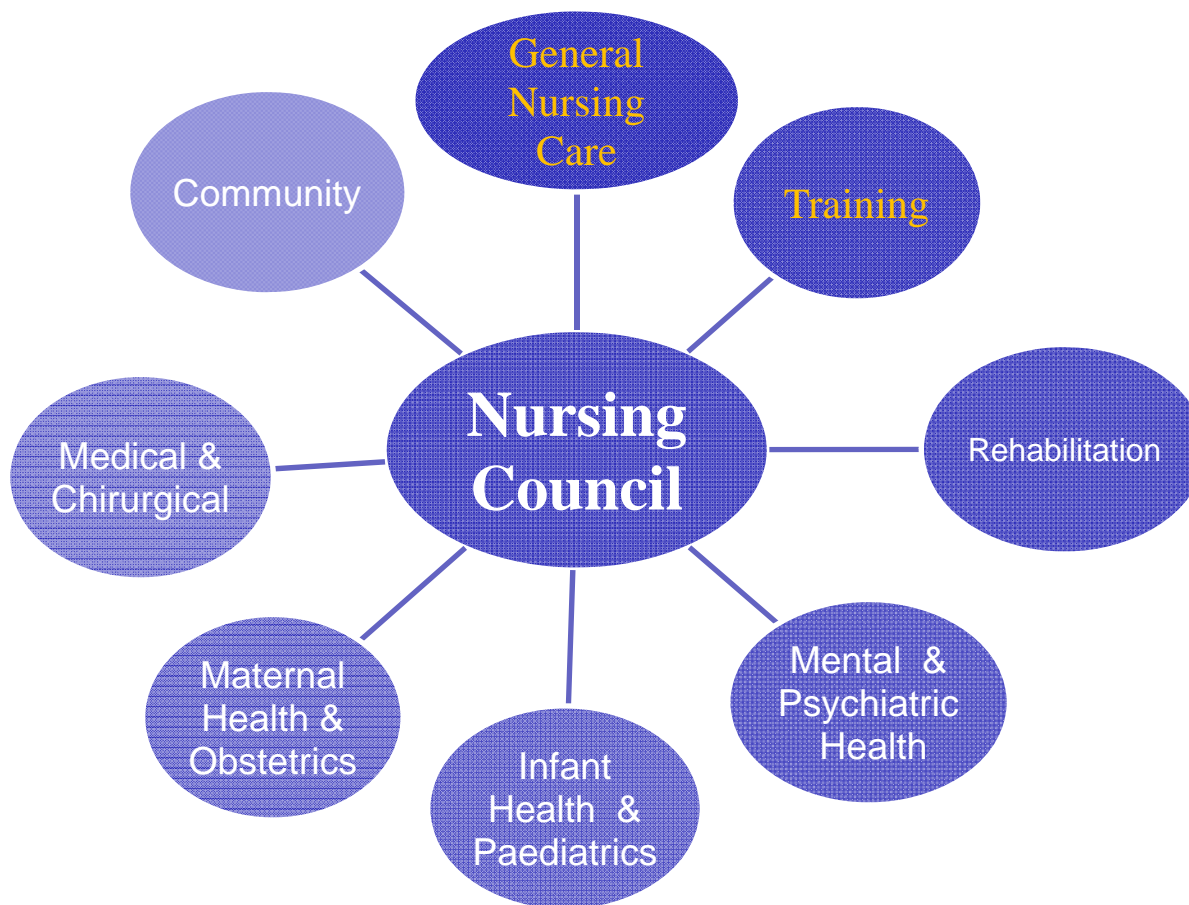 General
Nursing
Care
Training
Community
Nursing
Council
Rehabilitation
Medical &
Chirurgical
Maternal
Health &
Obstetrics
Infant
Health &
Paediatrics
Mental &
Psychiatric
Health